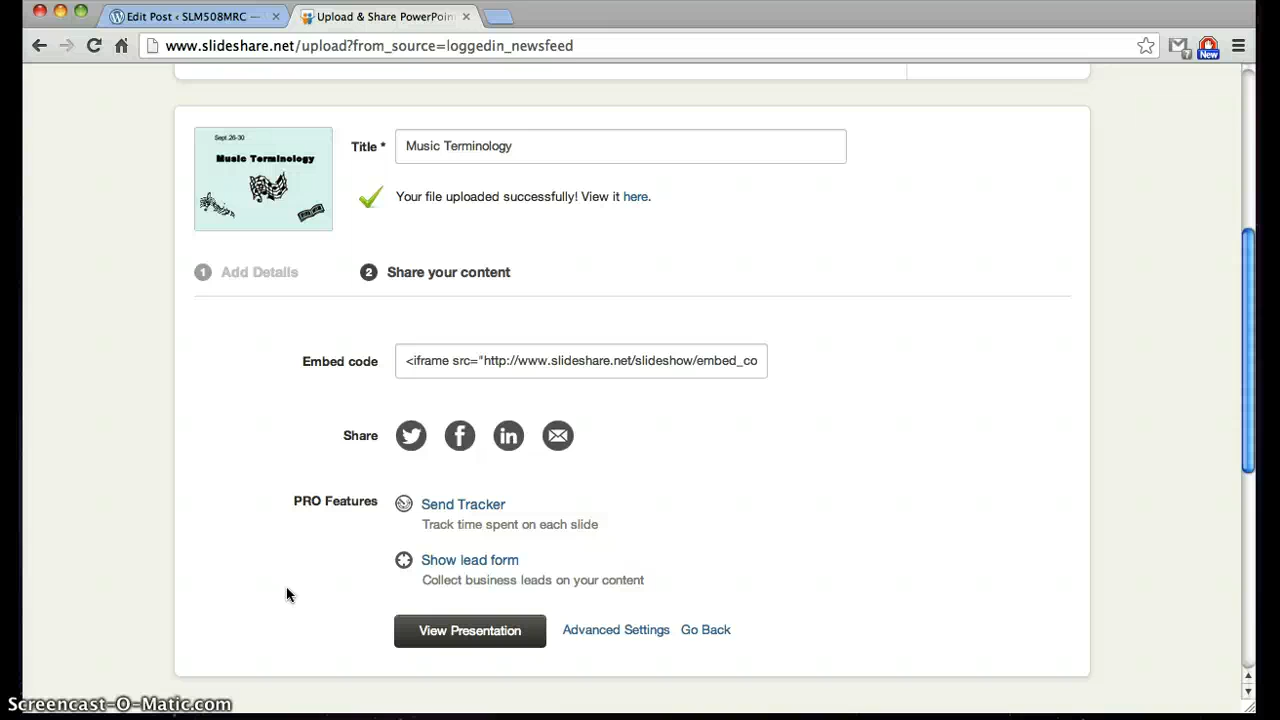 Edit Post ‹ SLM508MRC —
Upload & Share PowerPoin
www.slideshare.net/upload?from_source=loggedin_newsfeed
7
New
Sept.26-30
Music Terminology
Title *
Music Terminology
Your file uploaded successfully! View it here.
1 Add Details
2 Share your content
Embed code
<iframe src="http://www.slideshare.net/slideshow/embed_co
Share
PRO Features
Send Tracker
Track time spent on each slide
Show lead form
Collect business leads on your content
View Presentation
Advanced Settings
Go Back
Screencast-O-Matic.com